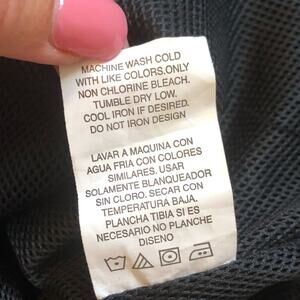 MACHINE WASH COLD
WITH LIKE COLORS.ONLY
NON CHLORINE BLEACH.
TUMBLE DRY LOW.
COOL IRON IF DESIRED.
DO NOT IRON DESIGN
LAVAR A MAQUINA CON
AGUA FRIA CON COLORES
SIMILARES. USAR
SOLAMENTE BLANQUEADOR
SIN CLORO. SECAR CON
TEMPERATURA BAJA.
PLANCHA TIBIA SI ES
NECESARIO NO PLANCHE
DISENO